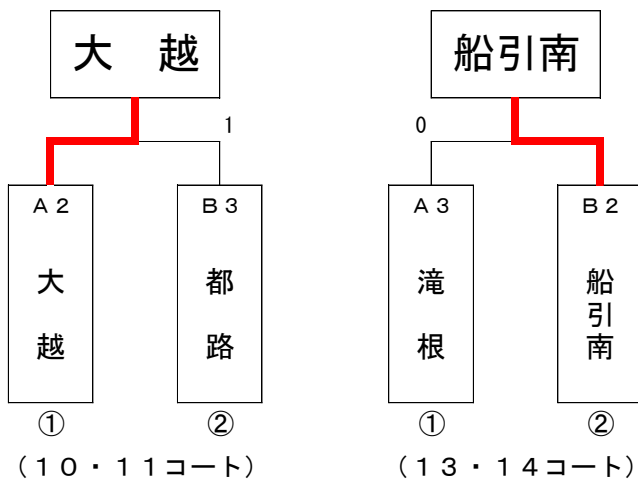 大　越
船引南
1
0
Ａ２
Ｂ３
Ａ３
Ｂ２
大越
都路
滝根
船引南
①
②
①
②
（１０・１１コート）
（１３・１４コート）